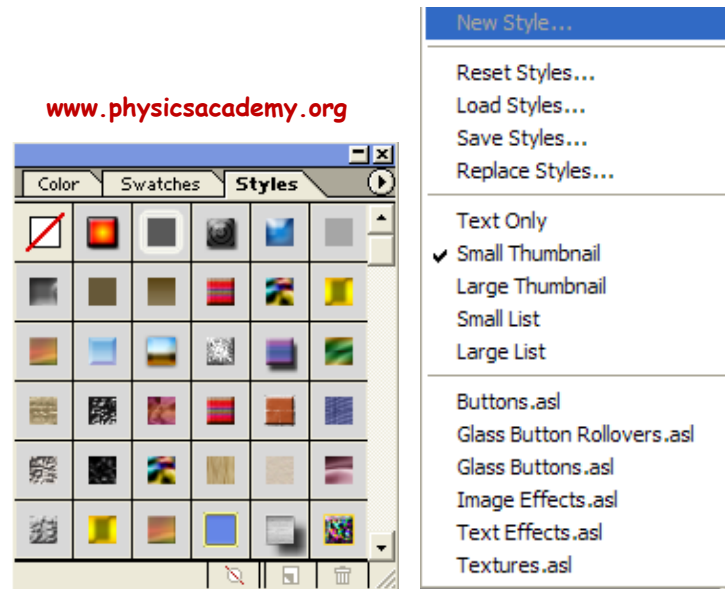 www.physicsacademy.org
Color Swatches Styles
New Style...
Reset Styles...
Load Styles...
Save Styles...
Replace Styles...
Text Only
Small Thumbnail
Large Thumbnail
Small List
Large List
Buttons.asl
Glass Button Rollovers.asl
Glass Buttons.asl
Image Effects.asl
Text Effects.asl
Textures.asl